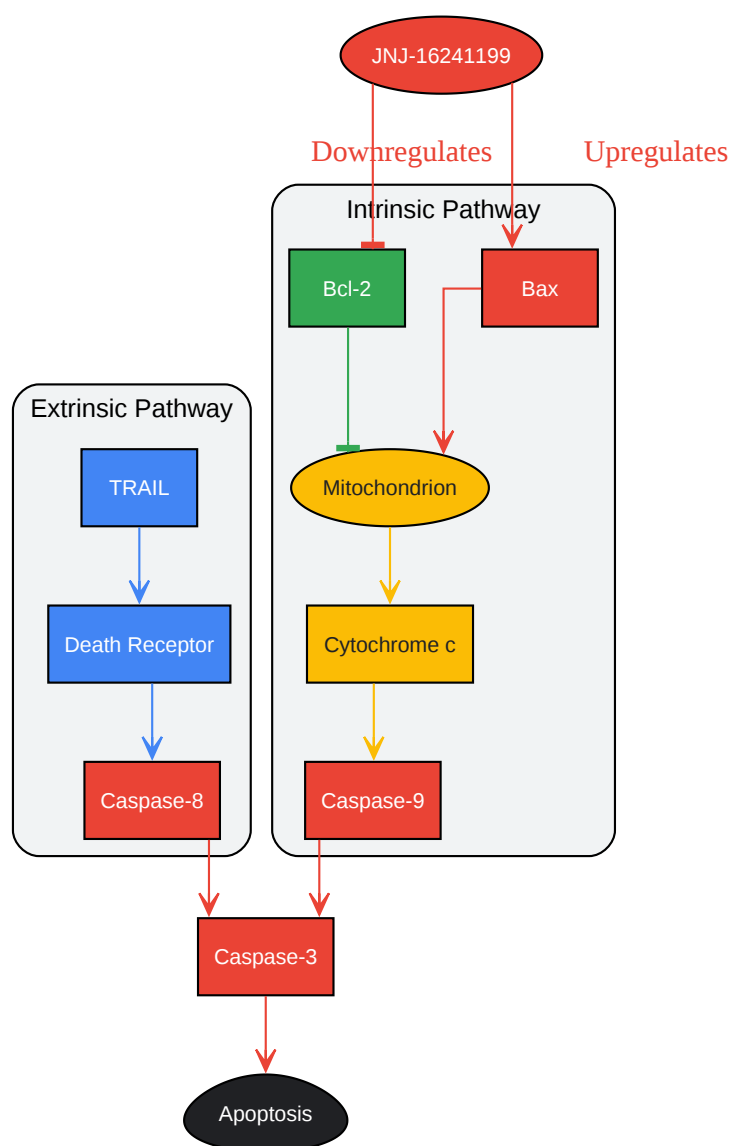 JNJ-16241199
Downregulates
Upregulates
Intrinsic Pathway
Bcl-2
Bax
Extrinsic Pathway
TRAIL
Mitochondrion
Death Receptor
Cytochrome c
Caspase-8
Caspase-9
Caspase-3
Apoptosis